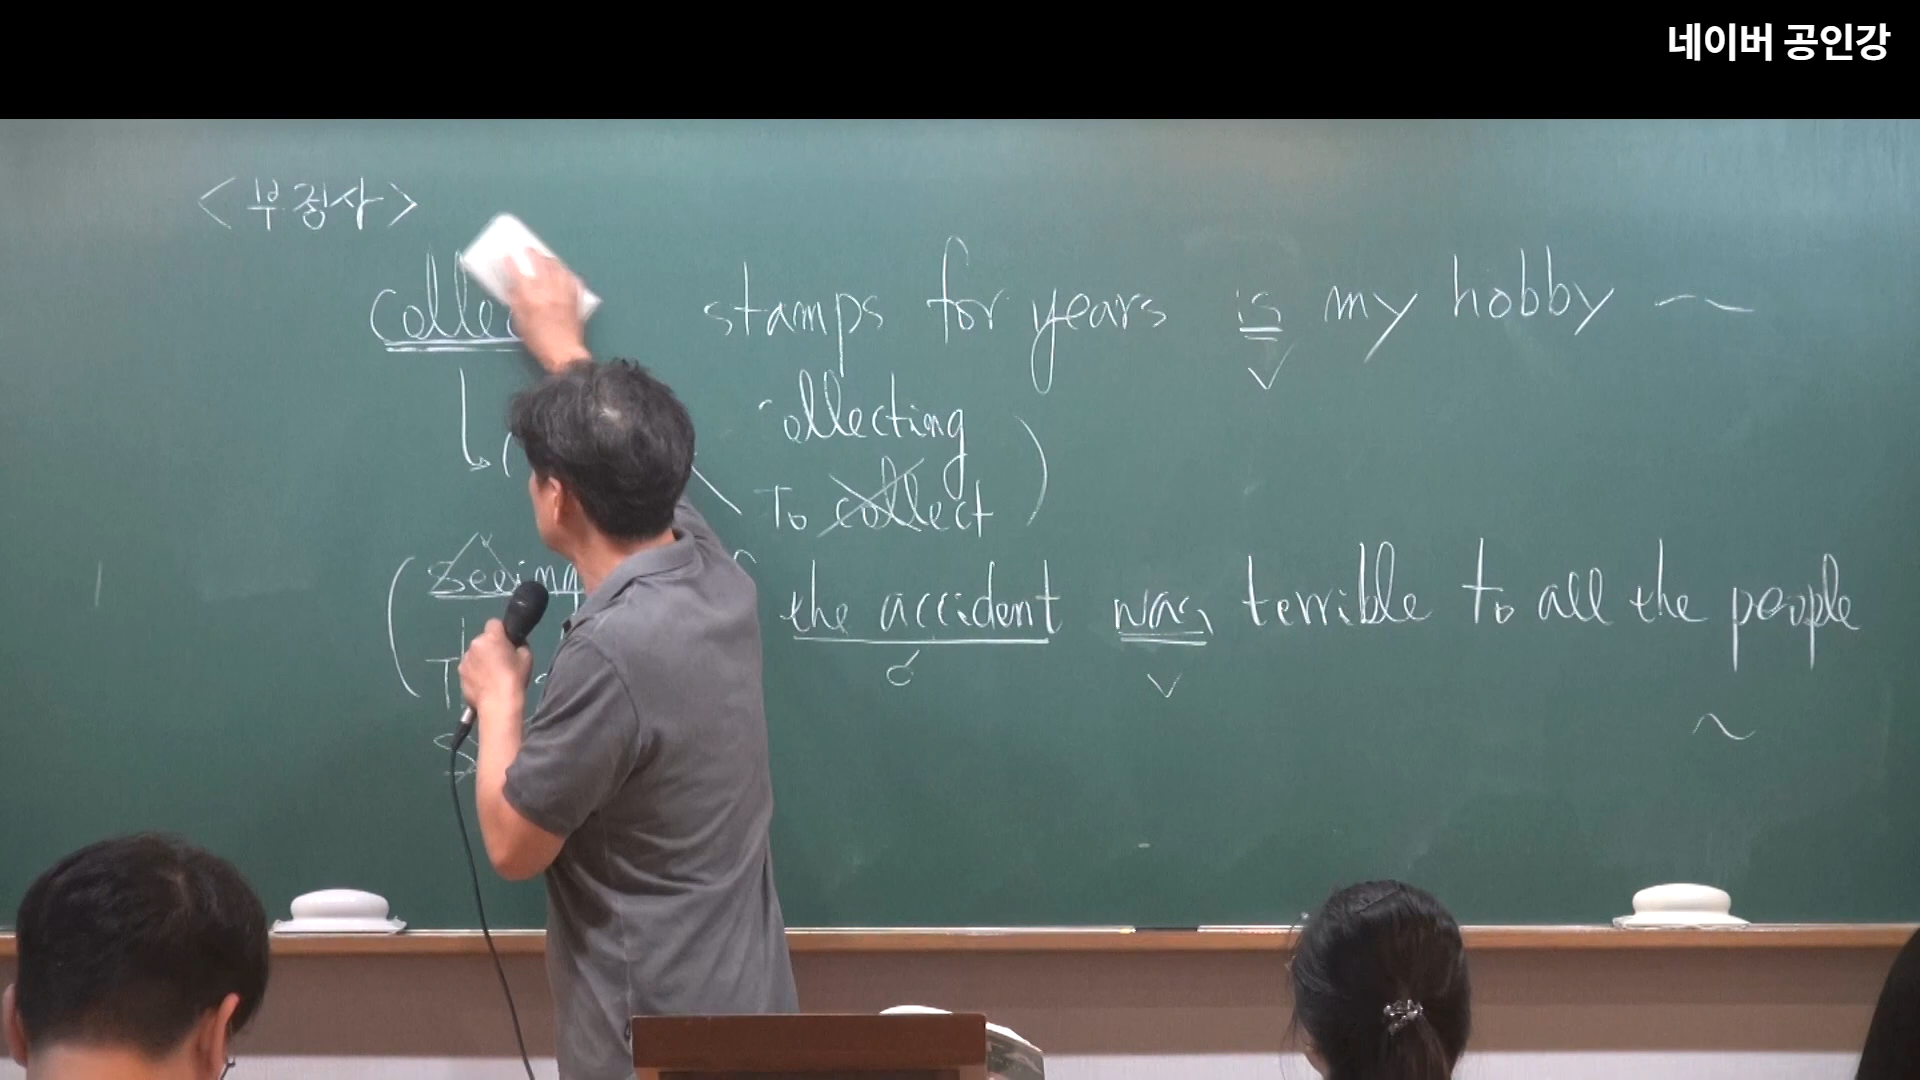 네이버 공인강
<부정사>
stamps for years is my hobby ~
collecting
To collect
seeing the accident was terrible to all the people
~